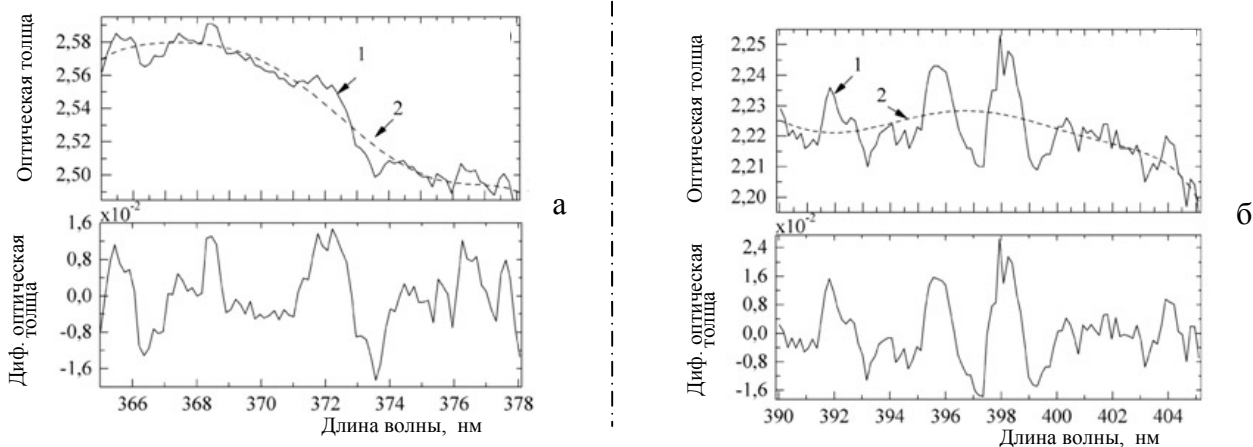 Оптическая толща
2,58
2,56
2,54
2,52
2,50
1
2
х10⁻²
Диф. оптическая
толща
1,6
0,8
0,0
-0,8
-1,6
366 368 370 372 374 376 378
Длина волны, нм
а
Оптическая толща
2,25
2,24
2,23
2,22
2,21
2,20
1
2
х10⁻²
Диф. оптическая
толща
2,4
1,6
0,8
0,0
-0,8
-1,6
390 392 394 396 398 400 402 404
Длина волны, нм
б